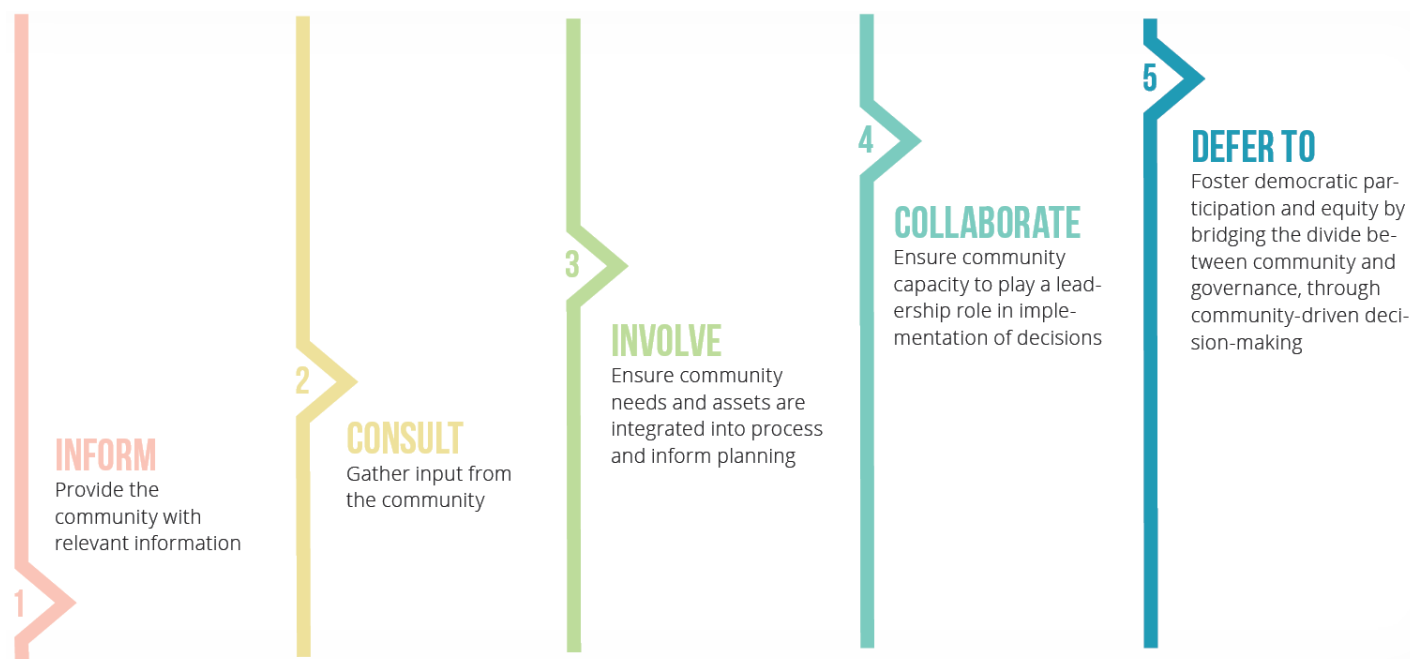 1
INFORM
Provide the
community with
relevant information
2
CONSULT
Gather input from
the community
3
INVOLVE
Ensure community
needs and assets are
integrated into process
and inform planning
4
COLLABORATE
Ensure community
capacity to play a lead-
ership role in imple-
mentation of decisions
5
DEFER TO
Foster democratic par-
ticipation and equity by
bridging the divide be-
tween community and
governance, through
community-driven deci-
sion-making